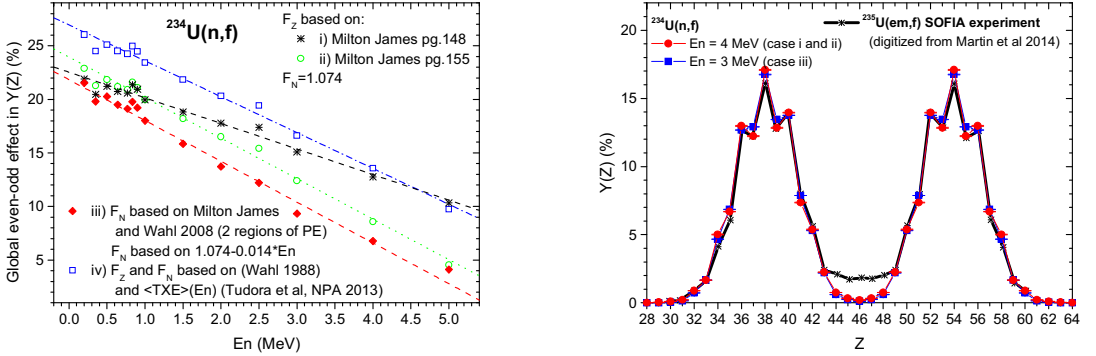 ²³⁴U(n,f)
F_Z based on:
i) Milton James pg.148
ii) Milton James pg.155
F_N=1.074
iii) F_N based on Milton James
and Wahl 2008 (2 regions of PE)
F_N based on 1.074-0.014*En
iv) F_Z and F_N based on (Wahl 1988)
and <TXE>(En) (Tudora et al, NPA 2013)
Global even-odd effect in Y(Z) (%)
25
20
15
10
5
0.0 0.5 1.0 1.5 2.0 2.5 3.0 3.5 4.0 4.5 5.0
En (MeV)
²³⁴U(n,f)
En = 4 MeV (case i and ii)
En = 3 MeV (case iii)
²³⁵U(em,f) SOFIA experiment
(digitized from Martin et al 2014)
Y(Z) (%)
20
15
10
5
0
28 30 32 34 36 38 40 42 44 46 48 50 52 54 56 58 60 62 64
Z